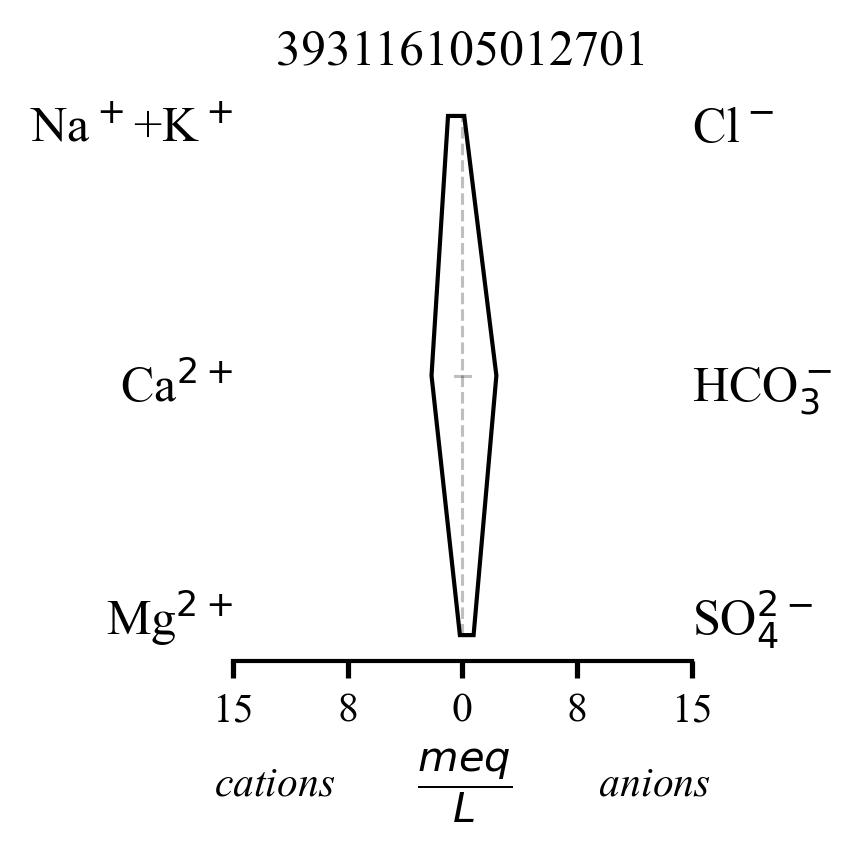 393116105012701
Na⁺+K⁺ Cl⁻
Ca²⁺ HCO₃⁻
Mg²⁺ SO₄²⁻
15 8 0 8 15
cations meq/L anions